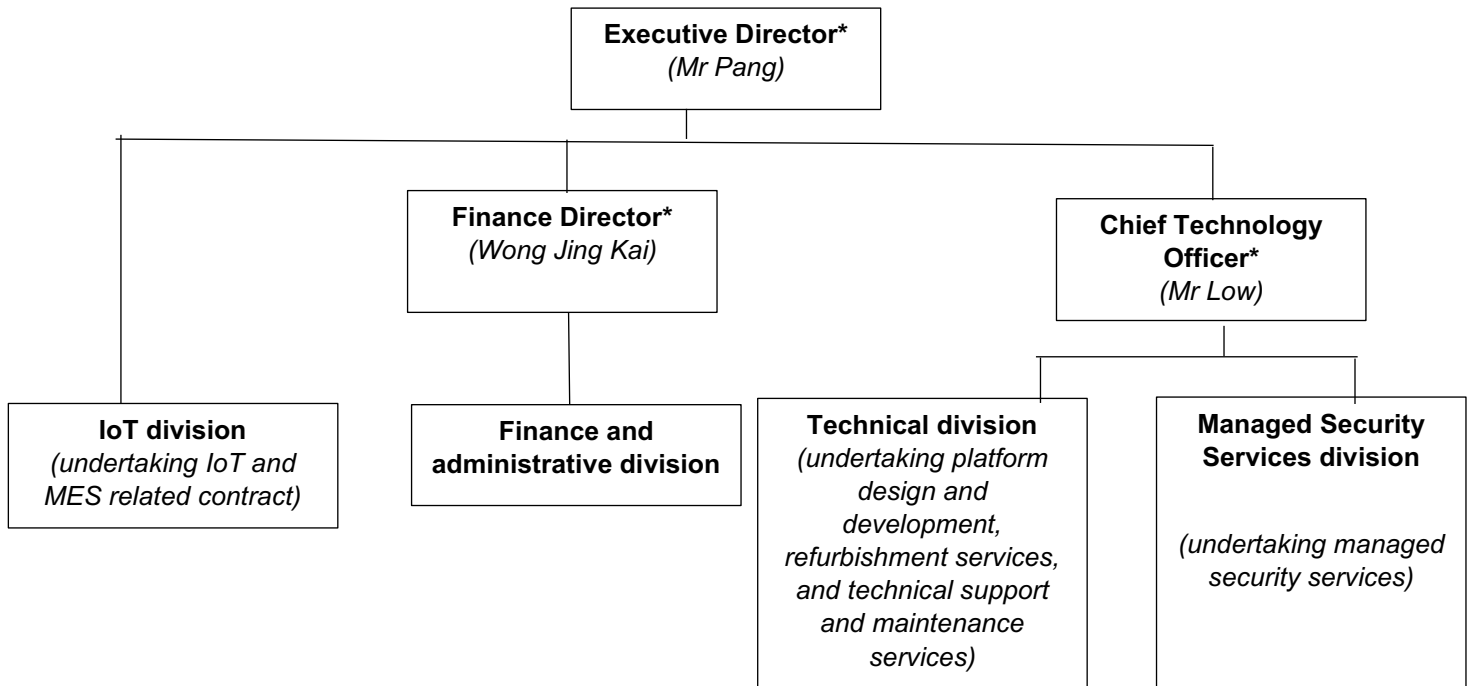 Executive Director*
(Mr Pang)
Finance Director*
(Wong Jing Kai)
Chief Technology
Officer*
(Mr Low)
IoT division
(undertaking IoT and
MES related contract)
Finance and
administrative division
Technical division
(undertaking platform
design and
development,
refurbishment services,
and technical support
and maintenance
services)
Managed Security
Services division
(undertaking managed
security services)